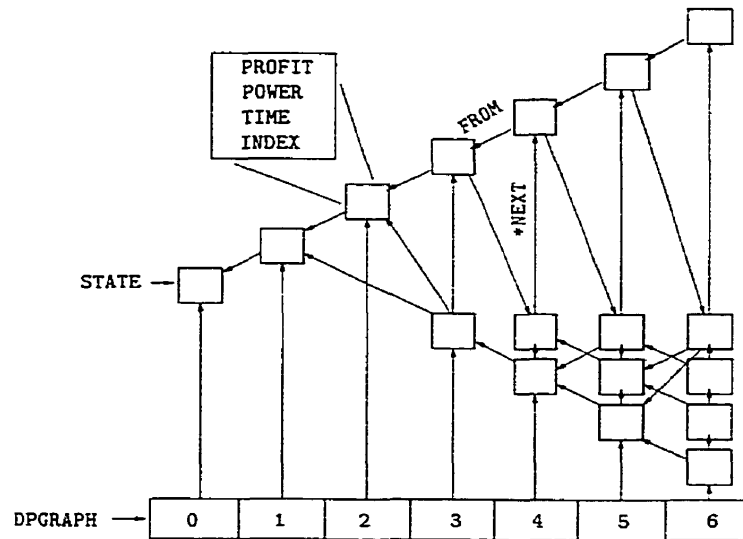 PROFIT
POWER
TIME
INDEX
FROM
*NEXT
STATE
DPGRAPH
0 1 2 3 4 5 6